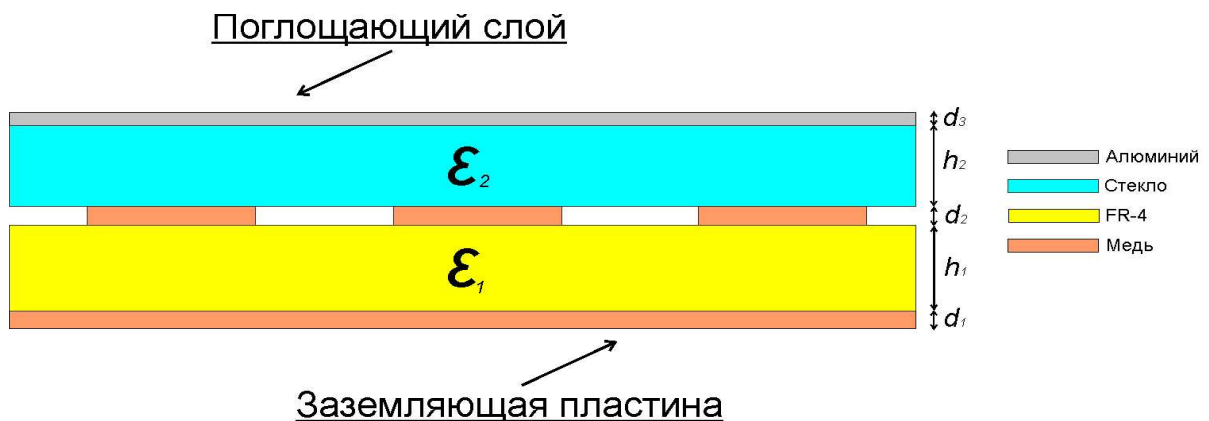 Поглощающий слой
d3
h2
ε2
d2
ε1
h1
d1
Алюминий
Стекло
FR-4
Медь
Заземляющая пластина